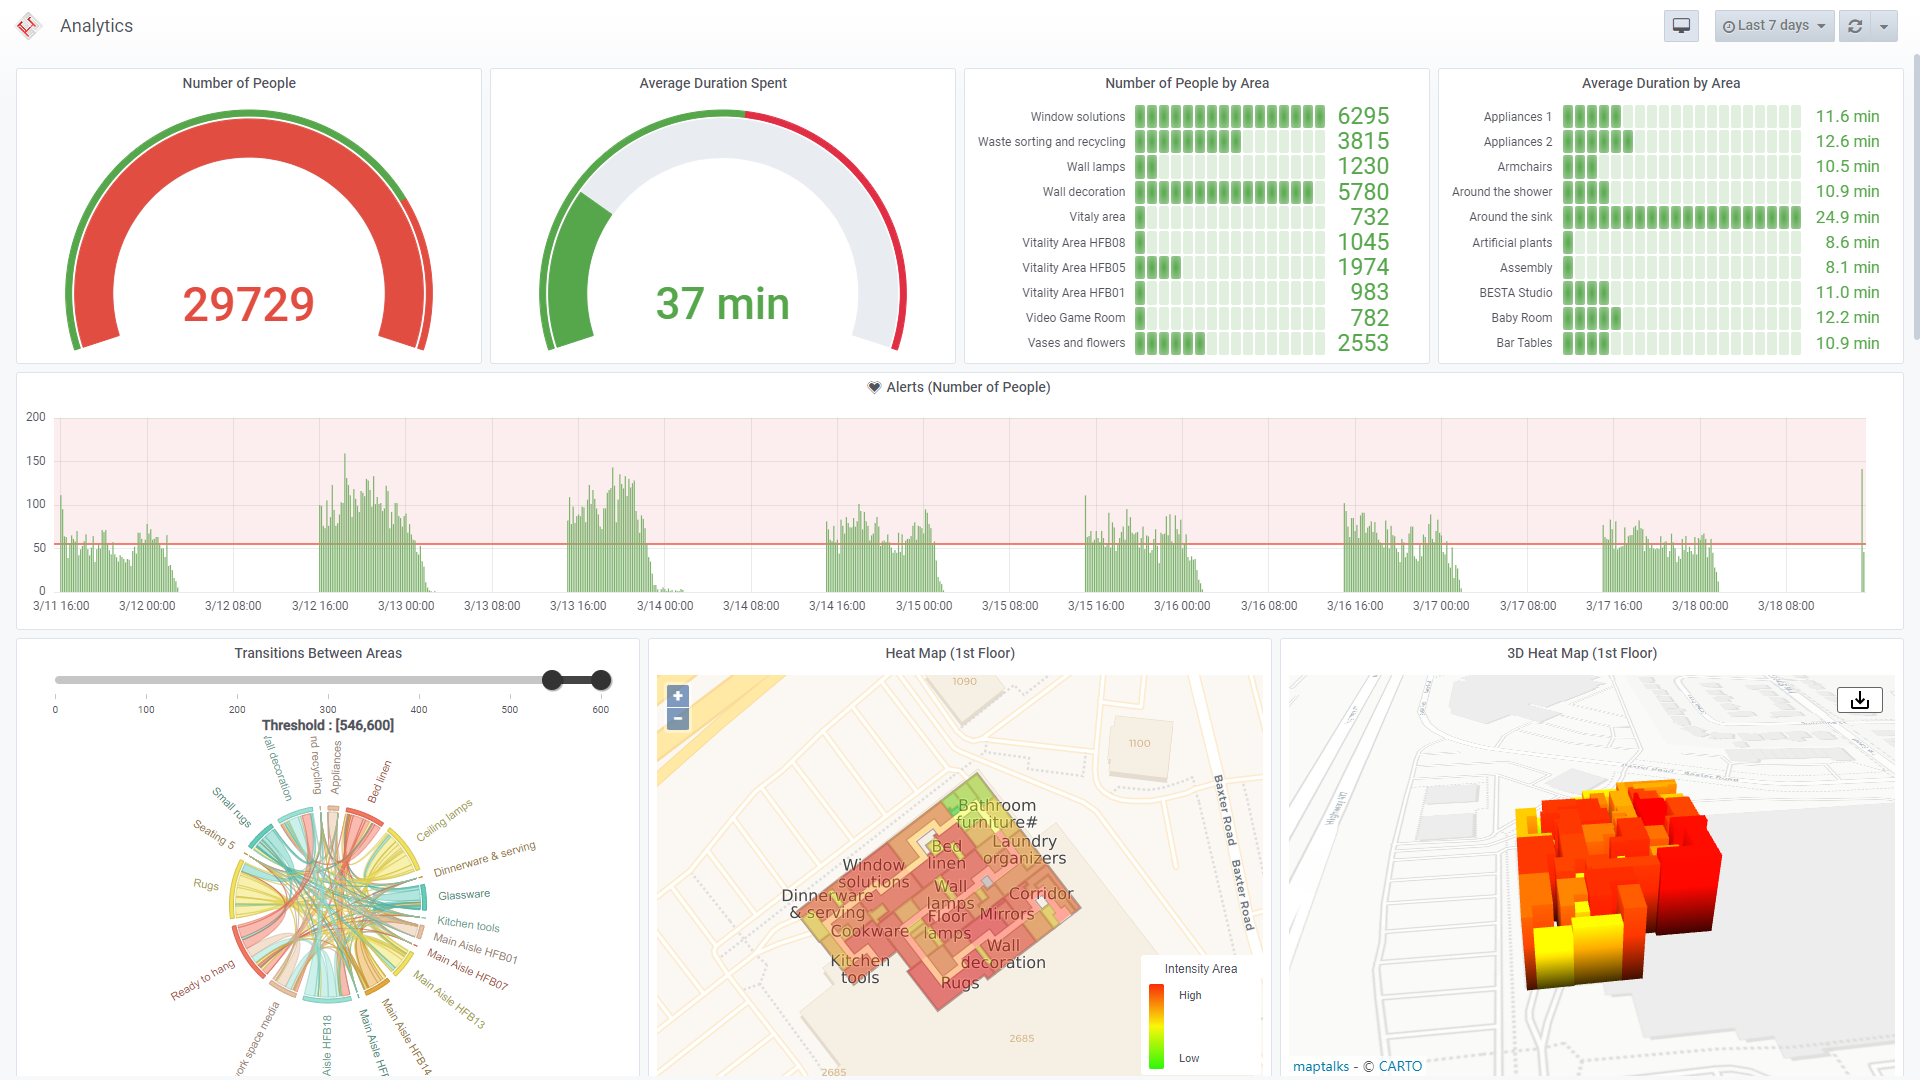 Analytics
Last 7 days
Number of People
29729
Average Duration Spent
37 min
Number of People by Area
Window solutions 6295
Waste sorting and recycling 3815
Wall lamps 1230
Wall decoration 5780
Vitaly area 732
Vitality Area HFB08 1045
Vitality Area HFB05 1974
Vitality Area HFB01 983
Video Game Room 782
Vases and flowers 2553
Average Duration by Area
Appliances 1 11.6 min
Appliances 2 12.6 min
Armchairs 10.5 min
Around the shower 10.9 min
Around the sink 24.9 min
Artificial plants 8.6 min
Assembly 8.1 min
BESTA Studio 11.0 min
Baby Room 12.2 min
Bar Tables 10.9 min
Alerts (Number of People)
200
150
100
50
0
3/11 16:00 3/12 00:00 3/12 08:00 3/12 16:00 3/13 00:00 3/13 08:00 3/13 16:00 3/14 00:00 3/14 08:00 3/14 16:00 3/15 00:00 3/15 08:00 3/15 16:00 3/16 00:00 3/16 08:00 3/16 16:00 3/17 00:00 3/17 08:00 3/17 16:00 3/18 00:00 3/18 08:00
Transitions Between Areas
0 100 200 300 400 500 600
Threshold : [546,600]
all decoration
nd recycling
Appliances
Bed linen
Ceiling lamps
Dinnerware & serving
Glassware
Kitchen tools
Main Aisle HFB01
Main Aisle HFB07
Main Aisle HFB13
Main Aisle HFB14
Main Aisle HF
Aisle HFB18
ork space media
Ready to hang
Rugs
Seating 5
Small rugs
Heat Map (1st Floor)
+
−
1090
1100
Baxter Road
Baxter Road
Bathroom
furniture#
Laundry
organizers
Bed
linen
Window
solutions
Wall
lamps
Corridor
Dinnerware
& serving
Floor
lamps
Mirrors
Cookware
Wall
decoration
Kitchen
tools
Rugs
2685
2685
Intensity Area
High
Low
3D Heat Map (1st Floor)
maptalks - © CARTO